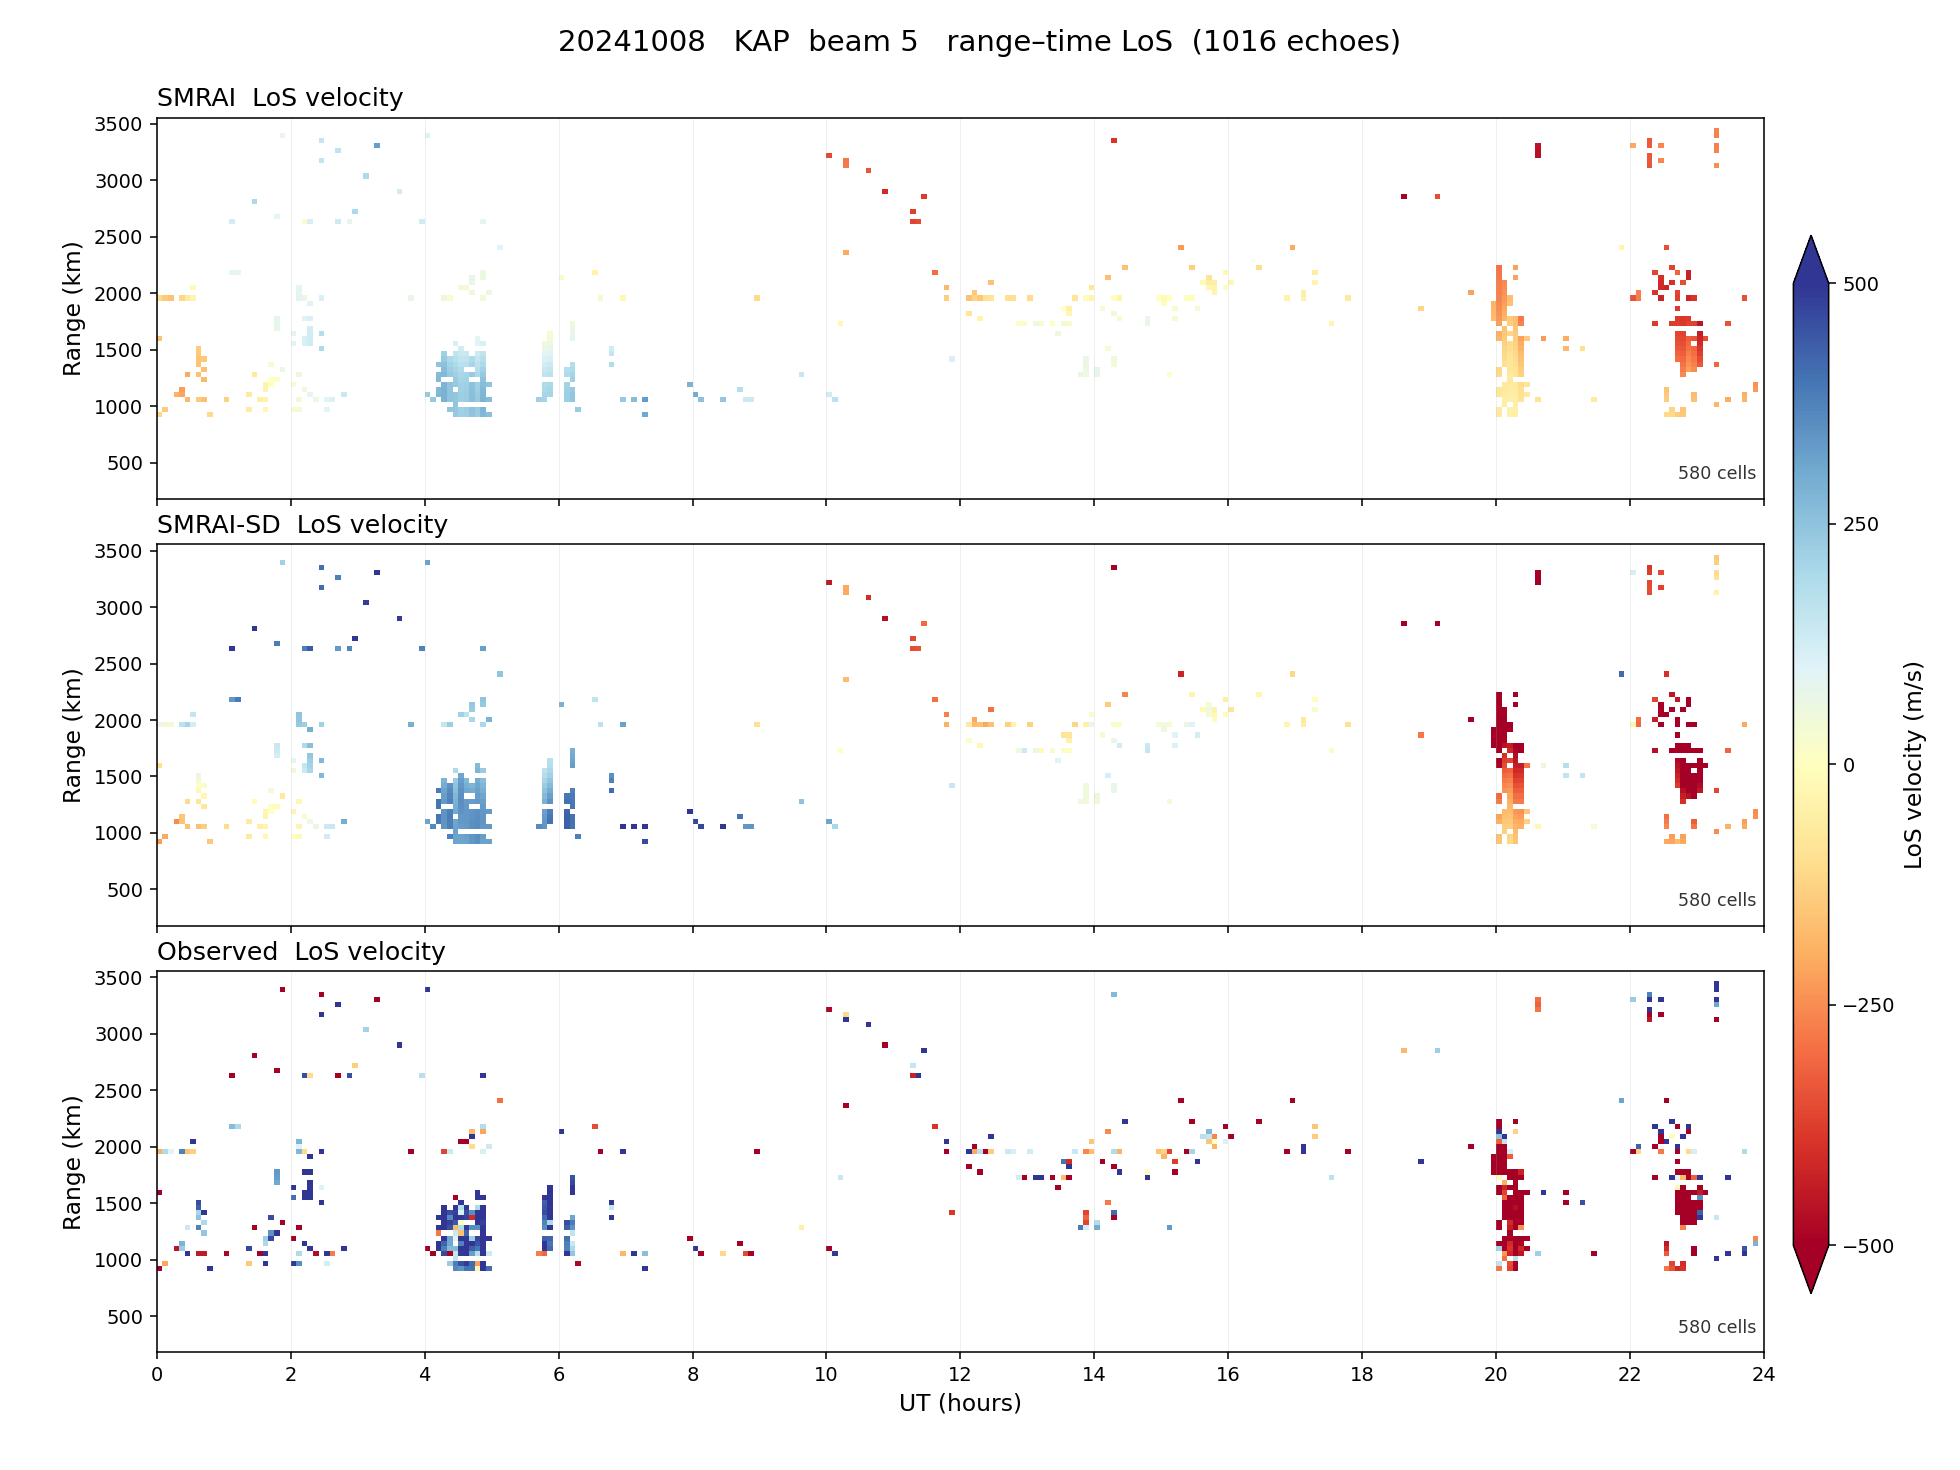 20241008   KAP  beam 5   range–time LoS  (1016 echoes)
SMRAI  LoS velocity
3500
3000
2500
2000
1500
1000
500
Range (km)
580 cells
SMRAI-SD  LoS velocity
3500
3000
2500
2000
1500
1000
500
Range (km)
580 cells
Observed  LoS velocity
3500
3000
2500
2000
1500
1000
500
Range (km)
580 cells
0 2 4 6 8 10 12 14 16 18 20 22 24
UT (hours)
500
250
0
−250
−500
LoS velocity (m/s)